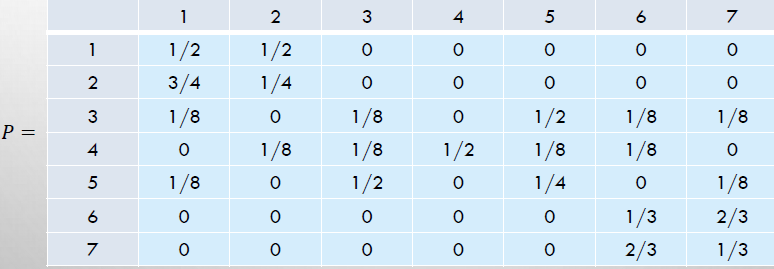 1 2 3 4 5 6 7
1 1/2 1/2 0 0 0 0 0
2 3/4 1/4 0 0 0 0 0
3 1/8 0 1/8 0 1/2 1/8 1/8
P = 4 0 1/8 1/8 1/2 1/8 1/8 0
5 1/8 0 1/2 0 1/4 0 1/8
6 0 0 0 0 0 1/3 2/3
7 0 0 0 0 0 2/3 1/3